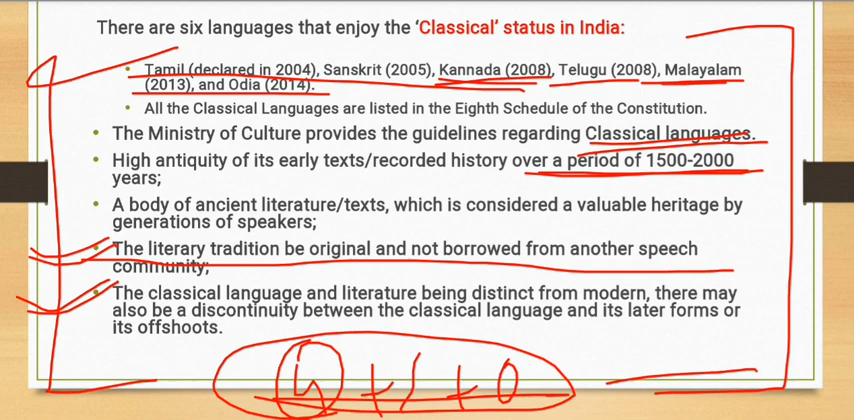 There are six languages that enjoy the ‘Classical’ status in India:
• Tamil (declared in 2004), Sanskrit (2005), Kannada (2008), Telugu (2008), Malayalam
(2013), and Odia (2014).
• All the Classical Languages are listed in the Eighth Schedule of the Constitution.
• The Ministry of Culture provides the guidelines regarding Classical languages.
• High antiquity of its early texts/recorded history over a period of 1500-2000
years;
• A body of ancient literature/texts, which is considered a valuable heritage by
generations of speakers;
• The literary tradition be original and not borrowed from another speech
community;
• The classical language and literature being distinct from modern, there may
also be a discontinuity between the classical language and its later forms or
its offshoots.